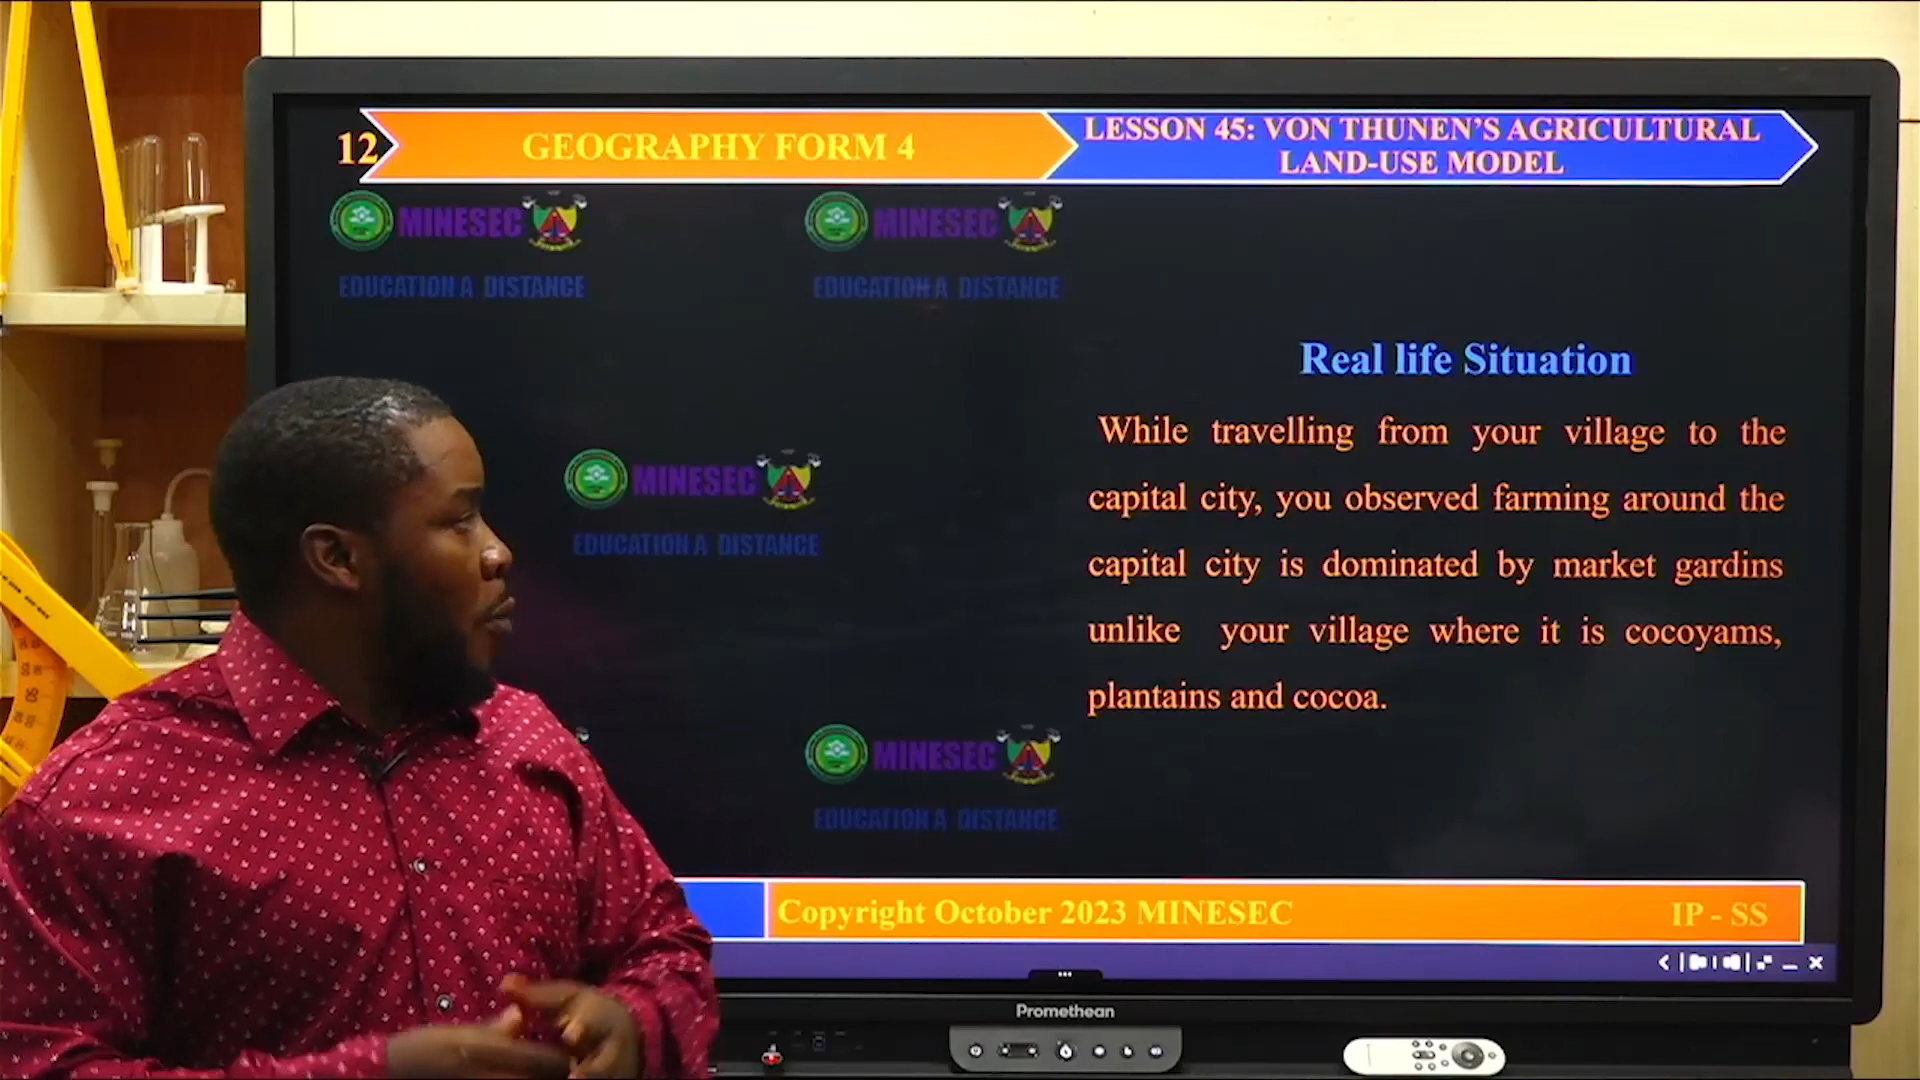 12
GEOGRAPHY FORM 4
LESSON 45: VON THUNEN'S AGRICULTURAL
LAND-USE MODEL
MINESEC
EDUCATION A DISTANCE
MINESEC
EDUCATION A DISTANCE
Real life Situation
While travelling from your village to the
capital city, you observed farming around the
capital city is dominated by market gardins
unlike your village where it is cocoyams,
plantains and cocoa.
MINESEC
EDUCATION A DISTANCE
MINESEC
EDUCATION A DISTANCE
Copyright October 2023 MINESEC
IP - SS
Promethean